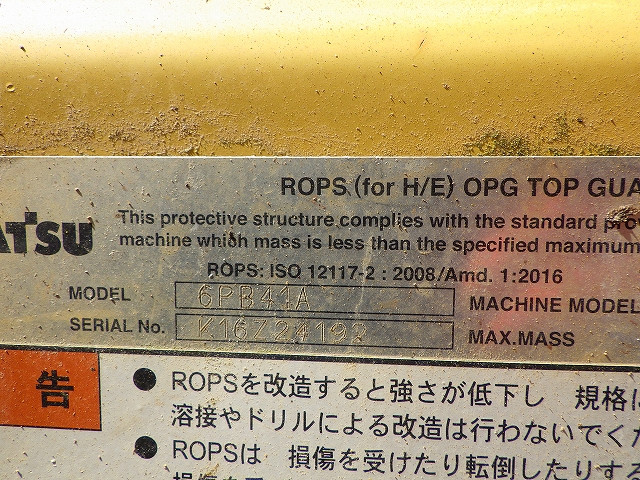 ROPS (for H/E) OPG TOP GUA
ATSU
This protective structure complies with the standard pro
machine which mass is less than the specified maximum
ROPS: ISO 12117-2 : 2008/Amd. 1:2016
MODEL 6PB41A MACHINE MODEL
SERIAL No. K16Z24192 MAX.MASS
告
● ROPSを改造すると強さが低下し 規格に
溶接やドリルによる改造は行わないでくだ
● ROPSは 損傷を受けたり転倒したりする